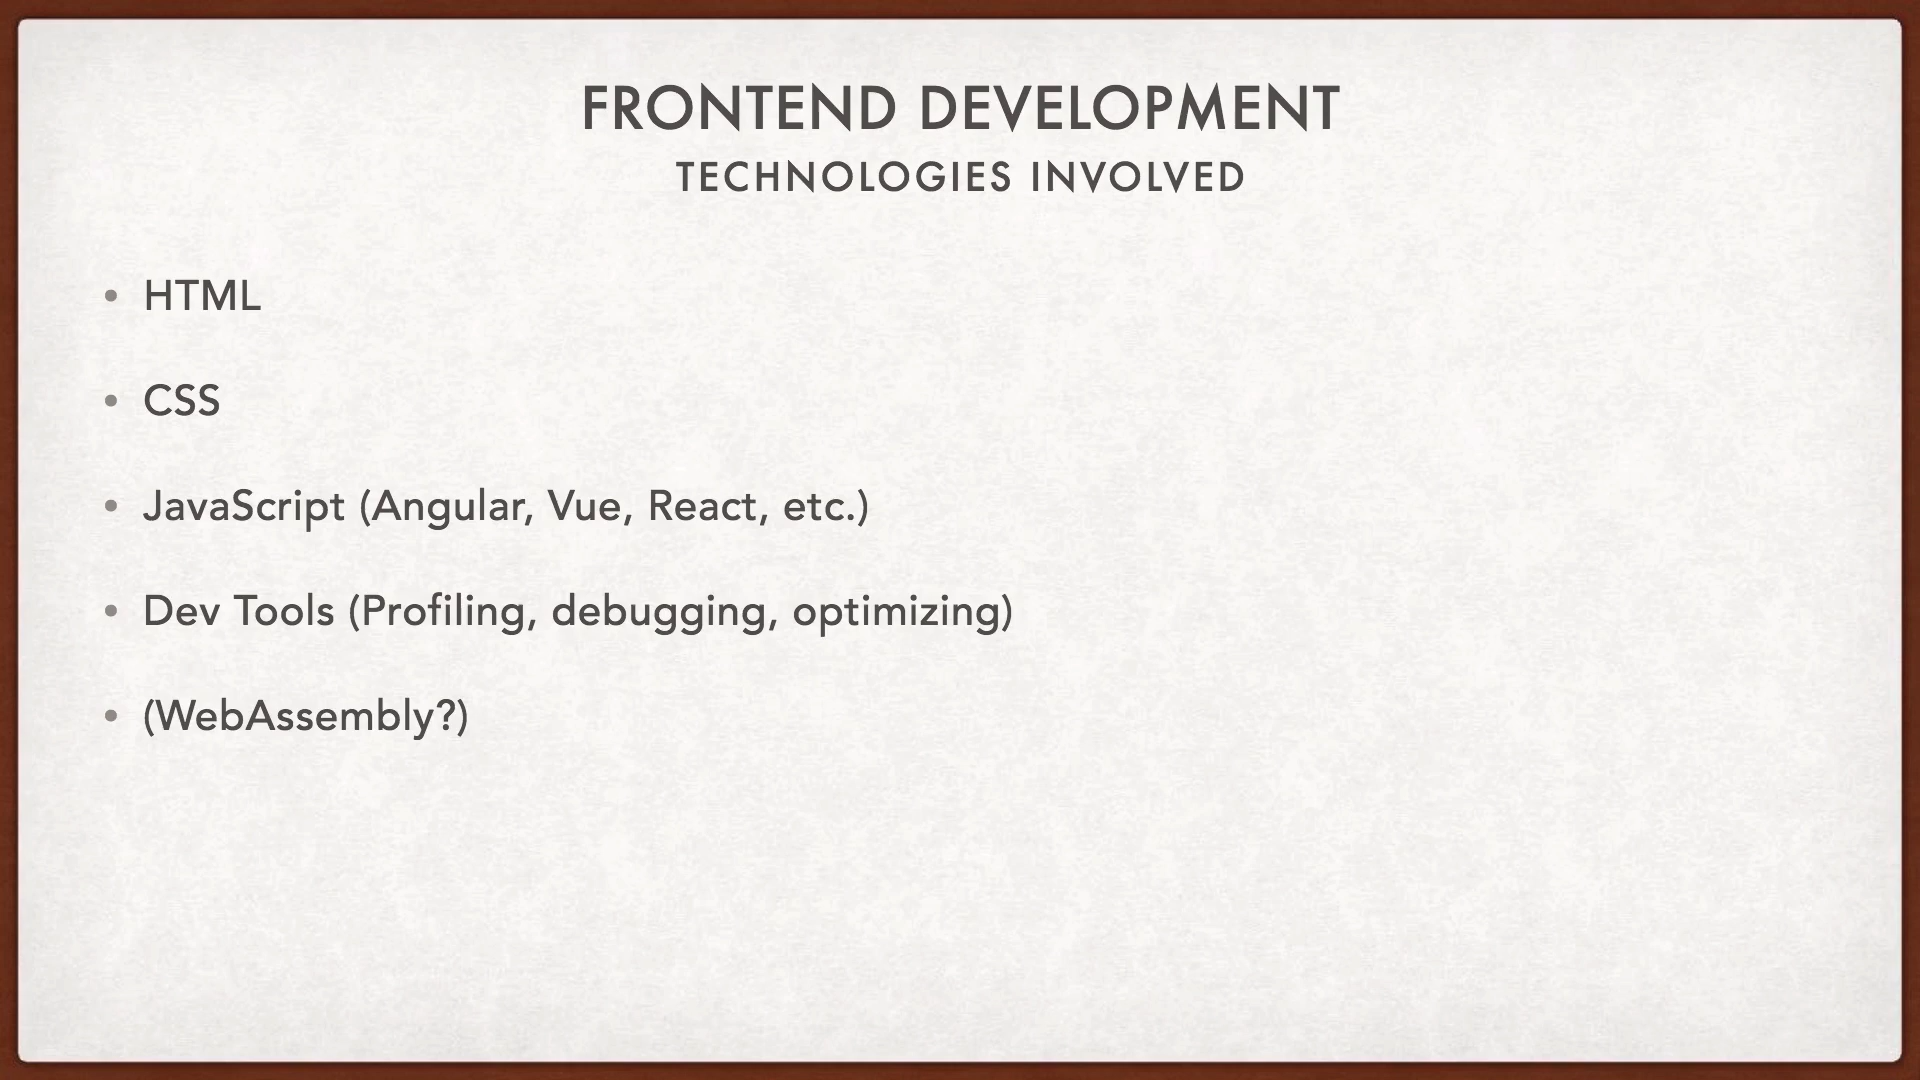 FRONTEND DEVELOPMENT
TECHNOLOGIES INVOLVED
• HTML
• CSS
• JavaScript (Angular, Vue, React, etc.)
• Dev Tools (Profiling, debugging, optimizing)
• (WebAssembly?)